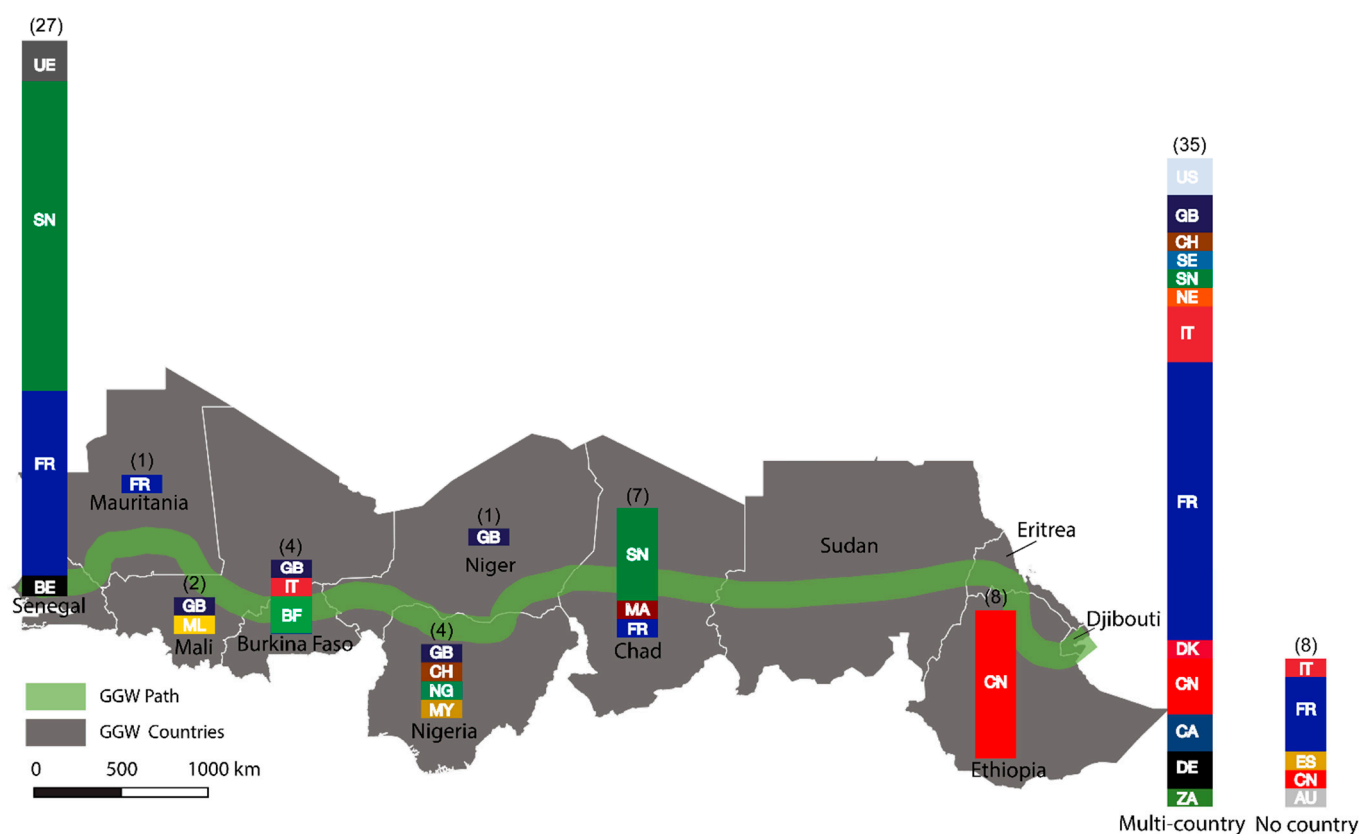 (27)
UE
SN
FR
BE
Senegal
(1)
FR
Mauritania
(2)
GB
ML
Mali
(4)
GB
IT
BF
Burkina Faso
(4)
GB
CH
NG
MY
Nigeria
(1)
GB
Niger
(7)
SN
MA
FR
Chad
Sudan
Eritrea
Djibouti
(8)
CN
Ethiopia
(35)
US
GB
CH
SE
SN
NE
IT
FR
DK
CN
CA
DE
ZA
Multi-country
(8)
IT
FR
ES
CN
AU
No country
GGW Path
GGW Countries
0 500 1000 km